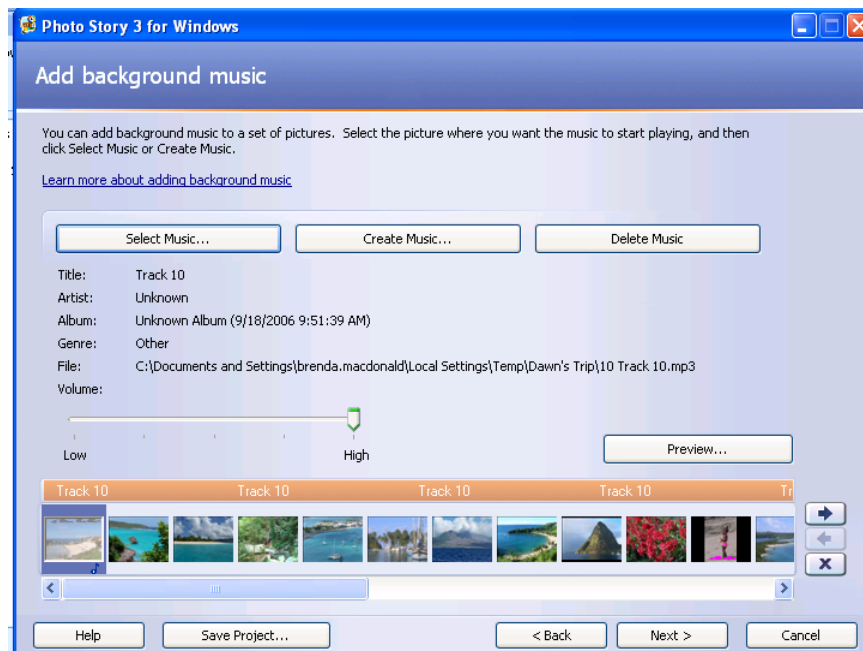 Photo Story 3 for Windows
Add background music
You can add background music to a set of pictures. Select the picture where you want the music to start playing, and then
click Select Music or Create Music.
Learn more about adding background music
Select Music... Create Music... Delete Music
Title: Track 10
Artist: Unknown
Album: Unknown Album (9/18/2006 9:51:39 AM)
Genre: Other
File: C:\Documents and Settings\brenda.macdonald\Local Settings\Temp\Dawn's Trip\10 Track 10.mp3
Volume:
Low High Preview...
Track 10 Track 10 Track 10 Track 10 Tr
Help Save Project... < Back Next > Cancel